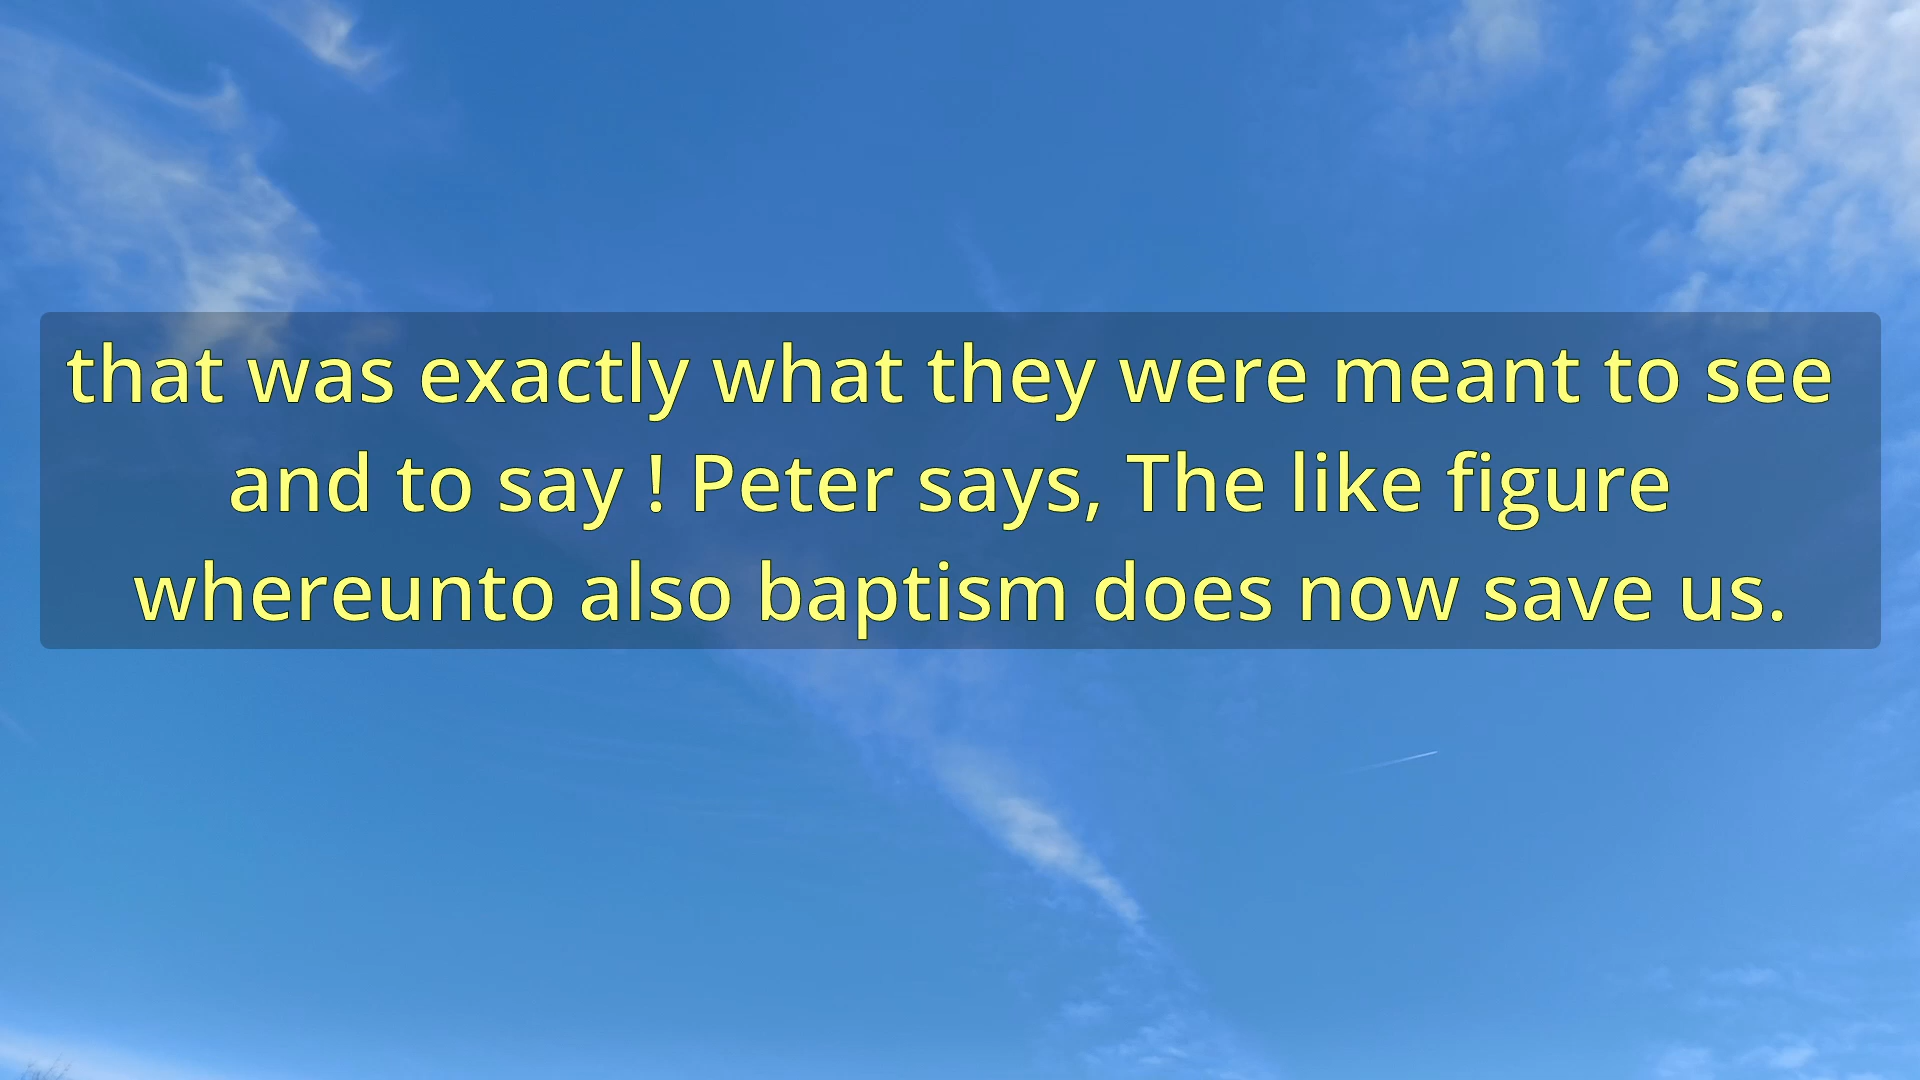 that was exactly what they were meant to see
and to say ! Peter says, The like figure
whereunto also baptism does now save us.